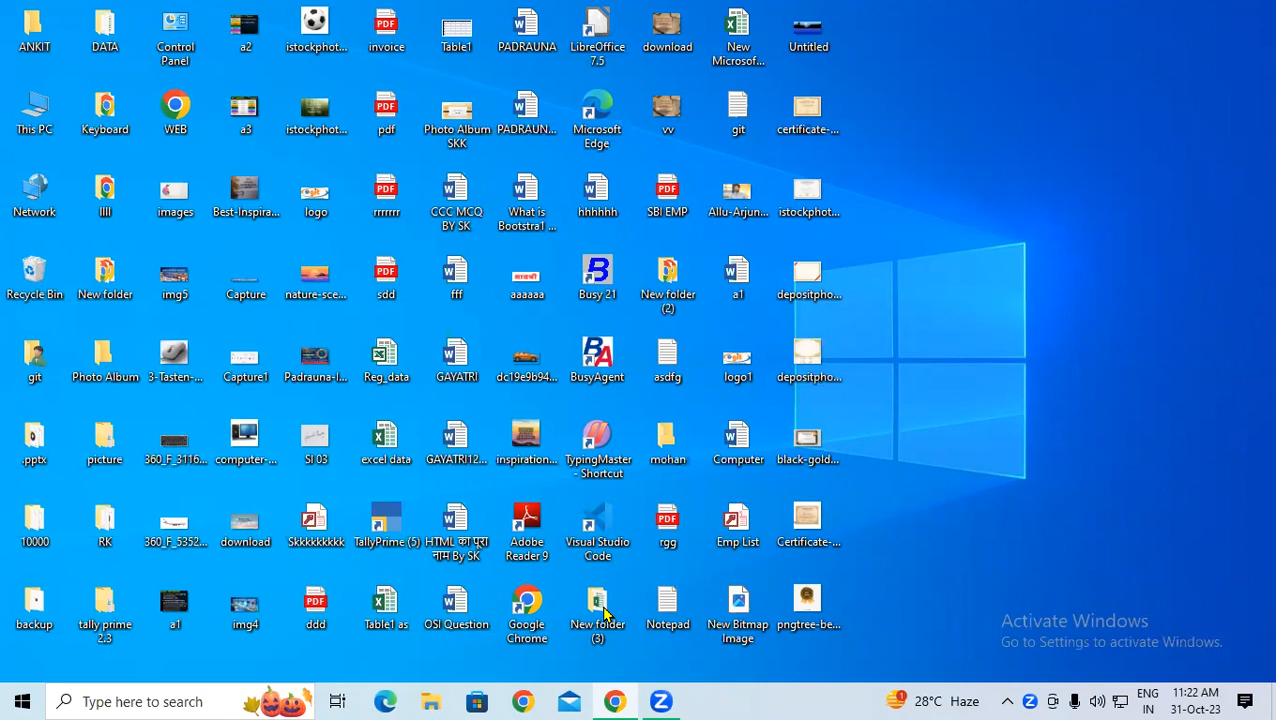 ANKIT
DATA
Control
Panel
a2
istockphot...
invoice
Table1
PADRAUNA
LibreOffice
7.5
download
New
Microsof...
Untitled
This PC
Keyboard
WEB
a3
istockphot...
pdf
Photo Album
SKK
PADRAUN...
Microsoft
Edge
vv
git
certificate-...
Network
IIII
images
Best-Inspira...
logo
rrrrrrr
CCC MCQ
BY SK
What is
Bootstra1 ...
hhhhhh
SBI EMP
Allu-Arjun...
istockphot...
Recycle Bin
New folder
img5
Capture
nature-sce...
sdd
fff
aaaaaa
Busy 21
New folder
(2)
a1
depositpho...
git
Photo Album
3-Tasten-...
Capture1
Padrauna-I...
Reg_data
GAYATRI
dc19e9b94...
BusyAgent
asdfg
logo1
depositpho...
.pptx
picture
360_F_3116...
computer-...
SI 03
excel data
GAYATRI12...
inspiration...
TypingMaster
- Shortcut
mohan
Computer
black-gold...
10000
RK
360_F_5352...
download
Skkkkkkkkk
TallyPrime (5)
HTML का पूरा
नाम By SK
Adobe
Reader 9
Visual Studio
Code
rgg
Emp List
Certificate-...
backup
tally prime
2.3
a1
img4
ddd
Table1 as
OSI Question
Google
Chrome
New folder
(3)
Notepad
New Bitmap
Image
pngtree-be...
Activate Windows
Go to Settings to activate Windows.
Type here to search
28°C Haze
ENG
IN
11:22 AM
31-Oct-23